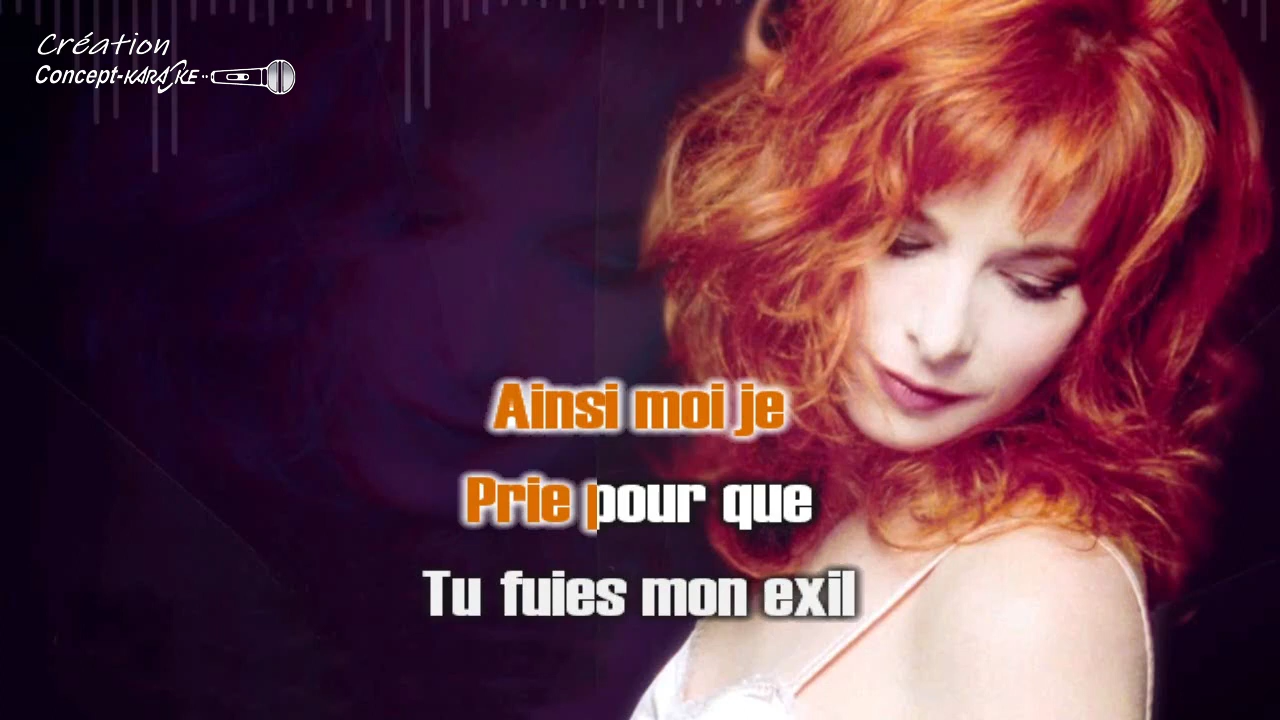 Création
Concept-KARAOKE
Ainsi moi je
Prie pour que
Tu fuies mon exil